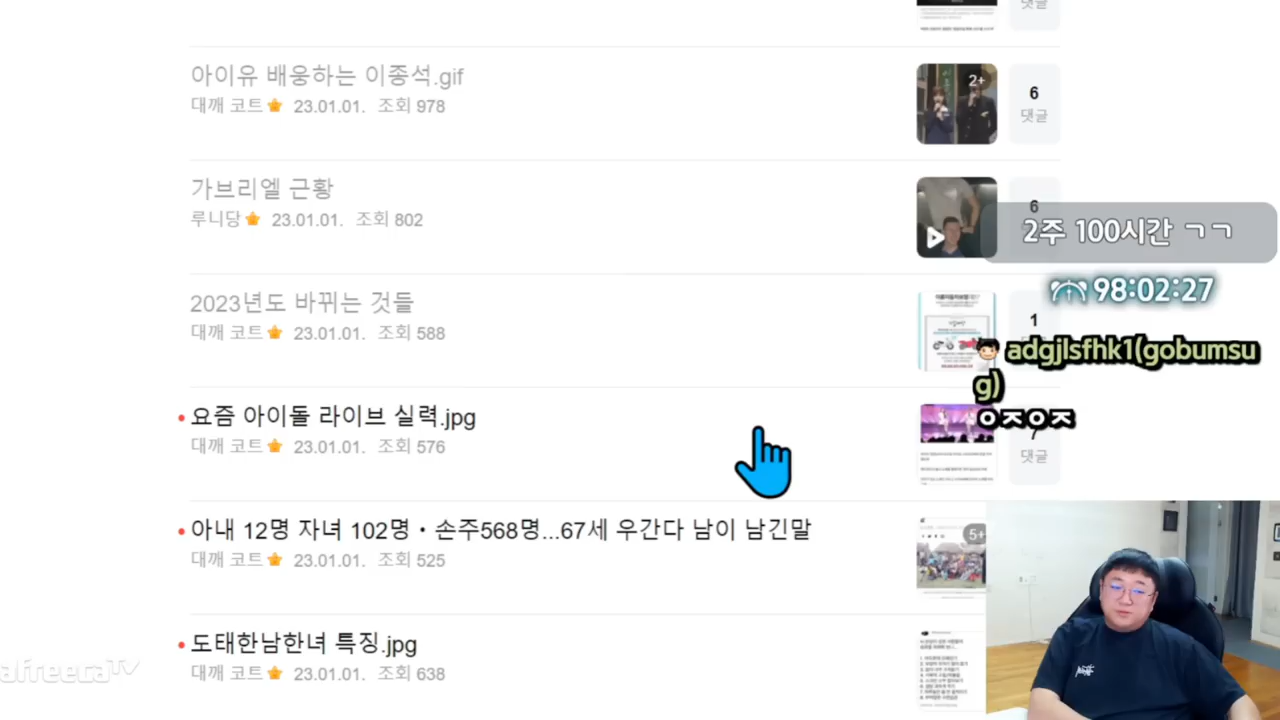 댓글
아이유 배웅하는 이종석.gif
대깨 코트 23.01.01. 조회 978
2+
6
댓글
가브리엘 근황
루니당 23.01.01. 조회 802
6
2주 100시간 ㄱㄱ
98:02:27
2023년도 바뀌는 것들
대깨 코트 23.01.01. 조회 588
1
adgjlsfhk1(gobumsu
g)
ㅇㅈㅇㅈ
요즘 아이돌 라이브 실력.jpg
대깨 코트 23.01.01. 조회 576
7
댓글
아내 12명 자녀 102명·손주568명...67세 우간다 남이 남긴말
대깨 코트 23.01.01. 조회 525
5+
도태한남한녀 특징.jpg
대깨 코트 23.01.01. 조회 638
afreecaTV